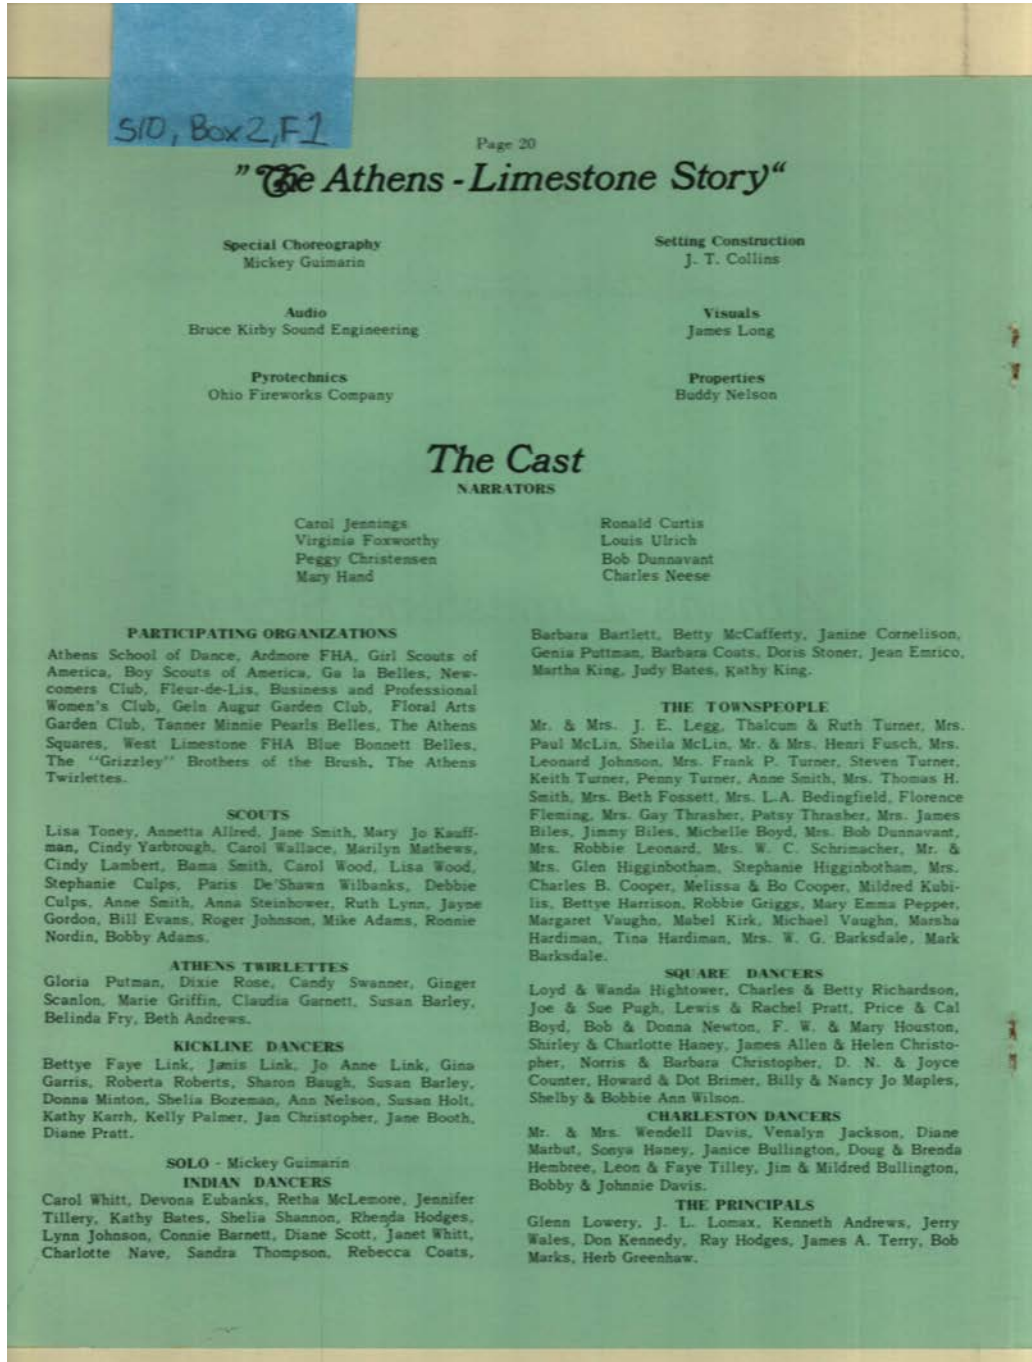 S10, Box 2, F1
Page 20
"The Athens - Limestone Story"
Special Choreography
Mickey Guimarin
Setting Construction
J. T. Collins
Audio
Bruce Kirby Sound Engineering
Visuals
James Long
Pyrotechnics
Ohio Fireworks Company
Properties
Buddy Nelson
The Cast
NARRATORS
Carol Jennings
Virginia Foxworthy
Peggy Christensen
Mary Hand
Ronald Curtis
Louis Ulrich
Bob Dunnavant
Charles Neese
PARTICIPATING ORGANIZATIONS
Athens School of Dance, Ardmore FHA, Girl Scouts of
America, Boy Scouts of America, Ga la Belles, New-
comers Club, Fleur-de-Lis, Business and Professional
Women's Club, Geln Augur Garden Club, Floral Arts
Garden Club, Tanner Minnie Pearls Belles, The Athens
Squares, West Limestone FHA Blue Bonnett Belles,
The "Grizzley" Brothers of the Brush, The Athens
Twirlettes.
SCOUTS
Lisa Toney, Annetta Allred, Jane Smith, Mary Jo Kauff-
man, Cindy Yarbrough, Carol Wallace, Marilyn Mathews,
Cindy Lambert, Bama Smith, Carol Wood, Lisa Wood,
Stephanie Culps, Paris De'Shawn Wilbanks, Debbie
Culps, Anne Smith, Anna Steinhower, Ruth Lynn, Jayne
Gordon, Bill Evans, Roger Johnson, Mike Adams, Ronnie
Nordin, Bobby Adams.
ATHENS TWIRLETTES
Gloria Putman, Dixie Rose, Candy Swanner, Ginger
Scanlon, Marie Griffin, Claudia Garnett, Susan Barley,
Belinda Fry, Beth Andrews.
KICKLINE DANCERS
Bettye Faye Link, Janis Link, Jo Anne Link, Gina
Garris, Roberta Roberts, Sharon Baugh, Susan Barley,
Donna Minton, Shelia Bozeman, Ann Nelson, Susan Holt,
Kathy Karrh, Kelly Palmer, Jan Christopher, Jane Booth,
Diane Pratt.
SOLO - Mickey Guimarin
INDIAN DANCERS
Carol Whitt, Devona Eubanks, Retha McLemore, Jennifer
Tillery, Kathy Bates, Shelia Shannon, Rhenda Hodges,
Lynn Johnson, Connie Barnett, Diane Scott, Janet Whitt,
Charlotte Nave, Sandra Thompson, Rebecca Coats,
Barbara Bartlett, Betty McCafferty, Janine Cornelison,
Genia Puttman, Barbara Coats, Doris Stoner, Jean Emrico,
Martha King, Judy Bates, Kathy King.
THE TOWNSPEOPLE
Mr. & Mrs. J. E. Legg, Thalcum & Ruth Turner, Mrs.
Paul McLin, Sheila McLin, Mr. & Mrs. Henri Fusch, Mrs.
Leonard Johnson, Mrs. Frank P. Turner, Steven Turner,
Keith Turner, Penny Turner, Anne Smith, Mrs. Thomas H.
Smith, Mrs. Beth Fossett, Mrs. L.A. Bedingfield, Florence
Fleming, Mrs. Gay Thrasher, Patsy Thrasher, Mrs. James
Biles, Jimmy Biles, Michelle Boyd, Mrs. Bob Dunnavant,
Mrs. Robbie Leonard, Mrs. W. C. Schrimacher, Mr. &
Mrs. Glen Higginbotham, Stephanie Higginbotham, Mrs.
Charles B. Cooper, Melissa & Bo Cooper, Mildred Kubi-
lis, Bettye Harrison, Robbie Griggs, Mary Emma Pepper,
Margaret Vaughn, Mabel Kirk, Michael Vaughn, Marsha
Hardiman, Tina Hardiman, Mrs. W. G. Barksdale, Mark
Barksdale.
SQUARE DANCERS
Loyd & Wanda Hightower, Charles & Betty Richardson,
Joe & Sue Pugh, Lewis & Rachel Pratt, Price & Cal
Boyd, Bob & Donna Newton, F. W. & Mary Houston,
Shirley & Charlotte Haney, James Allen & Helen Christo-
pher, Norris & Barbara Christopher, D. N. & Joyce
Counter, Howard & Dot Brimer, Billy & Nancy Jo Maples,
Shelby & Bobbie Ann Wilson.
CHARLESTON DANCERS
Mr. & Mrs. Wendell Davis, Venalyn Jackson, Diane
Marbut, Sonya Haney, Janice Bullington, Doug & Brenda
Hembree, Leon & Faye Tilley, Jim & Mildred Bullington,
Bobby & Johnnie Davis.
THE PRINCIPALS
Glenn Lowery, J. L. Lomax, Kenneth Andrews, Jerry
Wales, Don Kennedy, Ray Hodges, James A. Terry, Bob
Marks, Herb Greenhaw.